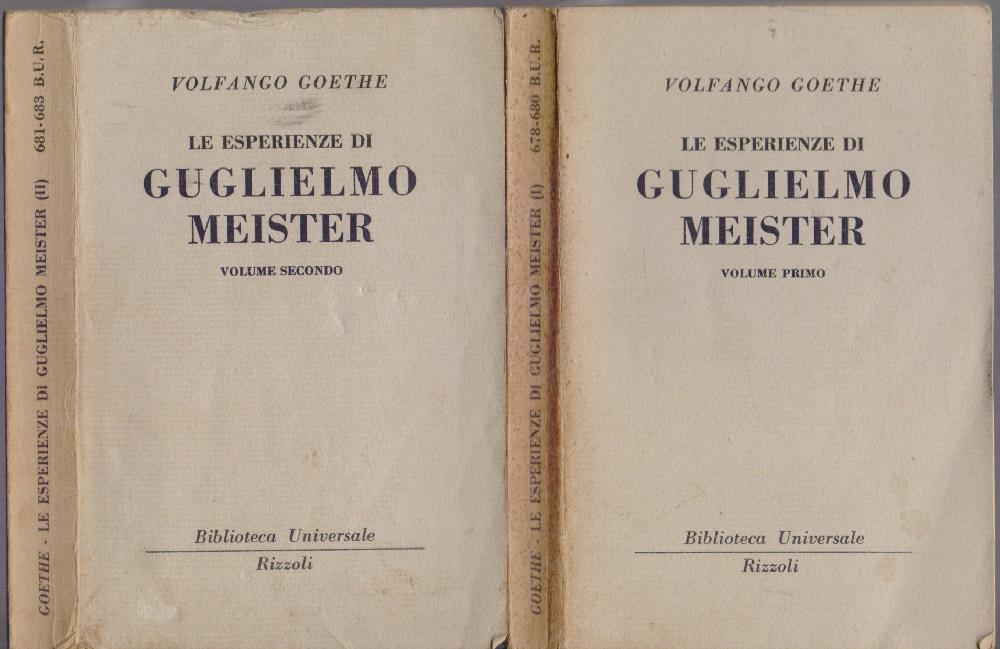 GOETHE - LE ESPERIENZE DI GUGLIELMO MEISTER (II) 681-683 B.U.R.
VOLFANGO GOETHE
LE ESPERIENZE DI
GUGLIELMO
MEISTER
VOLUME SECONDO
Biblioteca Universale
Rizzoli
GOETHE - LE ESPERIENZE DI GUGLIELMO MEISTER (I) 678-680 B.U.R.
VOLFANGO GOETHE
LE ESPERIENZE DI
GUGLIELMO
MEISTER
VOLUME PRIMO
Biblioteca Universale
Rizzoli